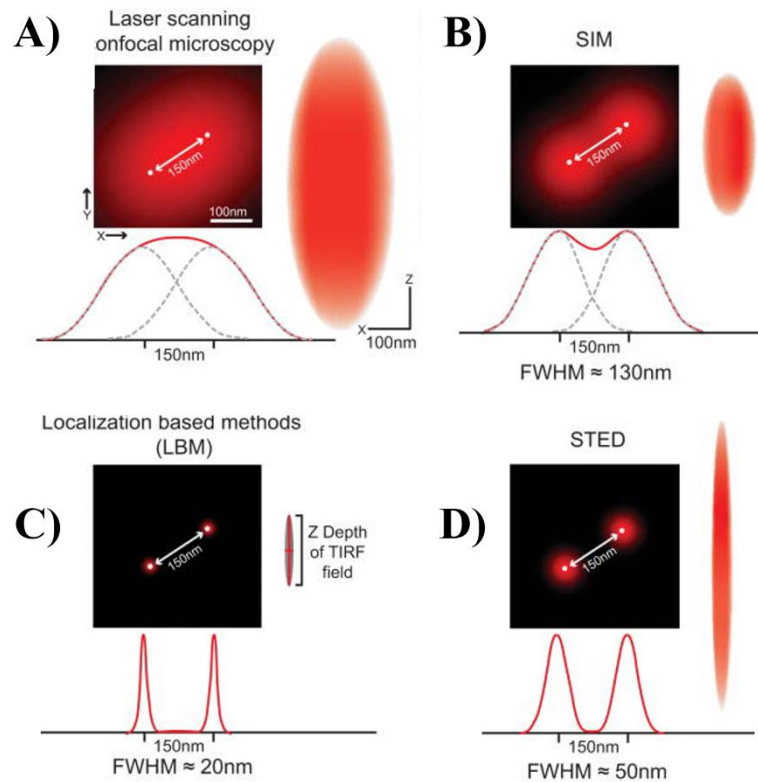 A)
Laser scanning
onfocal microscopy
150nm
100nm
Y
X
150nm
Z
X
100nm
B)
SIM
150nm
150nm
FWHM ≈ 130nm
Localization based methods
(LBM)
C)
150nm
Z Depth
of TIRF
field
150nm
FWHM ≈ 20nm
STED
D)
150nm
150nm
FWHM ≈ 50nm